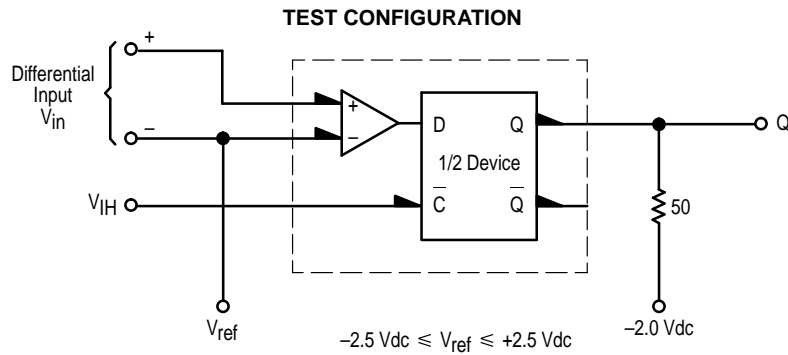 TEST CONFIGURATION
+
Differential
Input
Vin
–
+
–
D
Q
1/2 Device
C̅
Q̅
VIH
Q
50
Vref
–2.5 Vdc ≤ Vref ≤ +2.5 Vdc
–2.0 Vdc